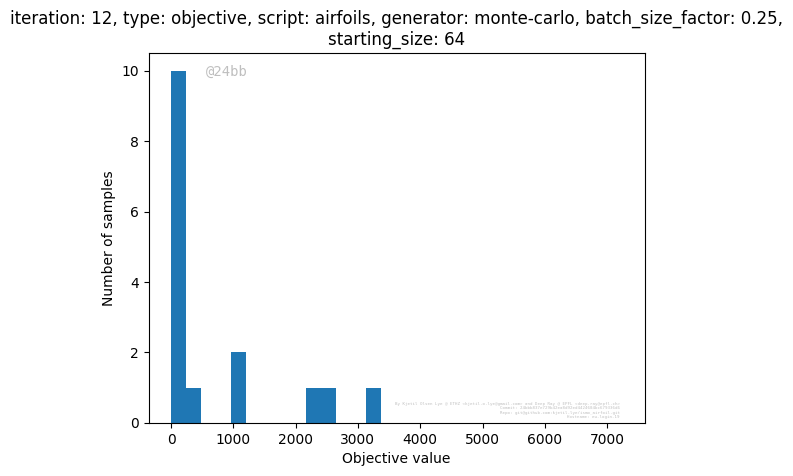 iteration: 12, type: objective, script: airfoils, generator: monte-carlo, batch_size_factor: 0.25,
starting_size: 64
@24bb
10
8
6
4
2
0
Number of samples
0 1000 2000 3000 4000 5000 6000 7000
Objective value